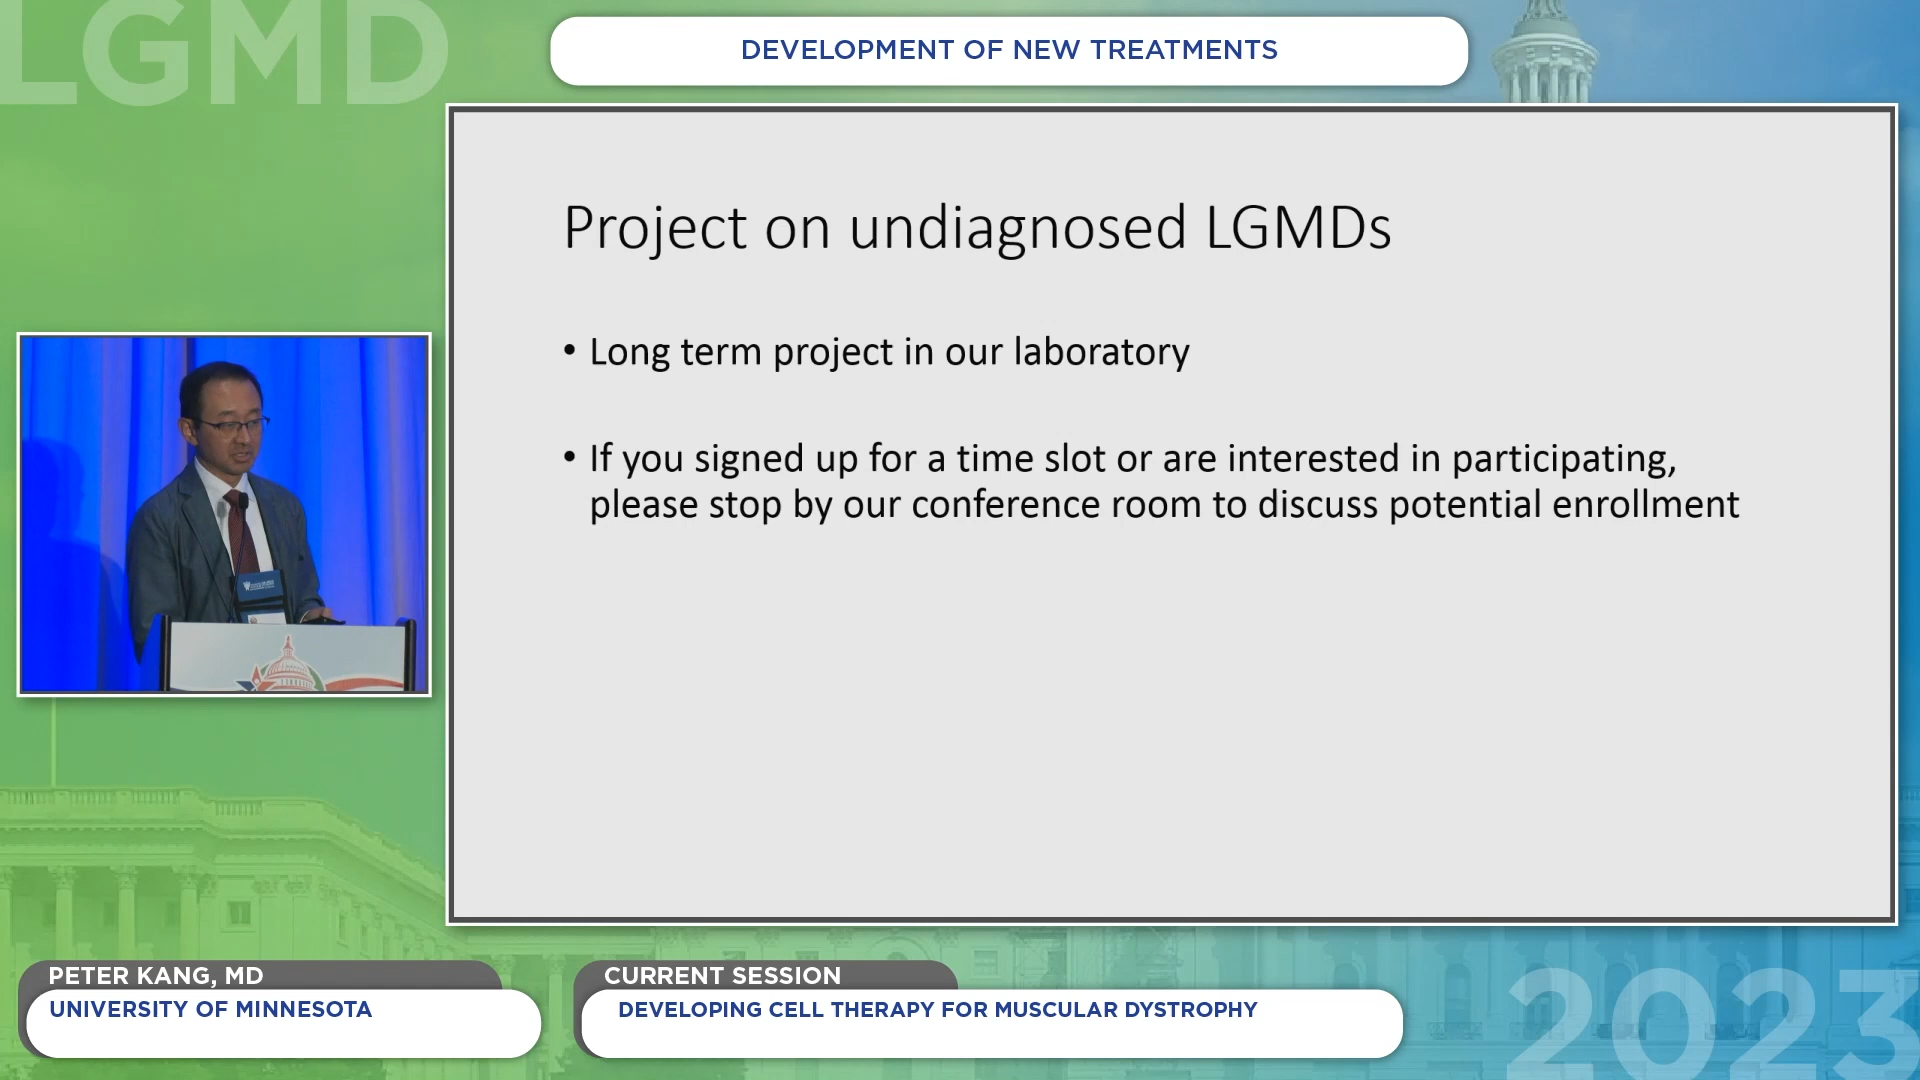 LGMD
DEVELOPMENT OF NEW TREATMENTS
Project on undiagnosed LGMDs
• Long term project in our laboratory
• If you signed up for a time slot or are interested in participating,
please stop by our conference room to discuss potential enrollment
PETER KANG, MD
UNIVERSITY OF MINNESOTA
CURRENT SESSION
DEVELOPING CELL THERAPY FOR MUSCULAR DYSTROPHY
2023